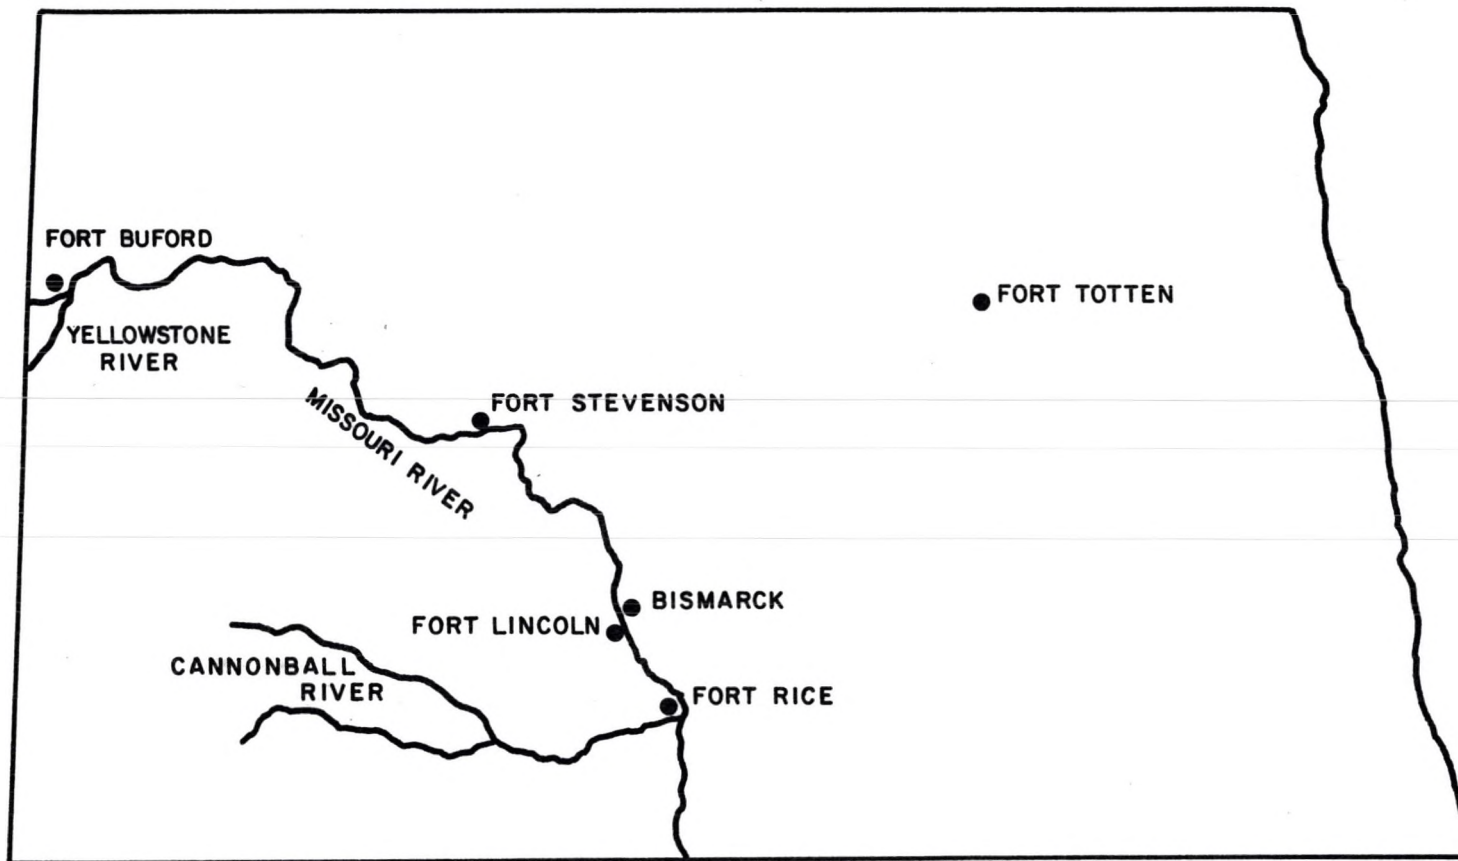 FORT BUFORD
FORT TOTTEN
YELLOWSTONE
RIVER
FORT STEVENSON
MISSOURI RIVER
BISMARCK
FORT LINCOLN
CANNONBALL
RIVER
FORT RICE